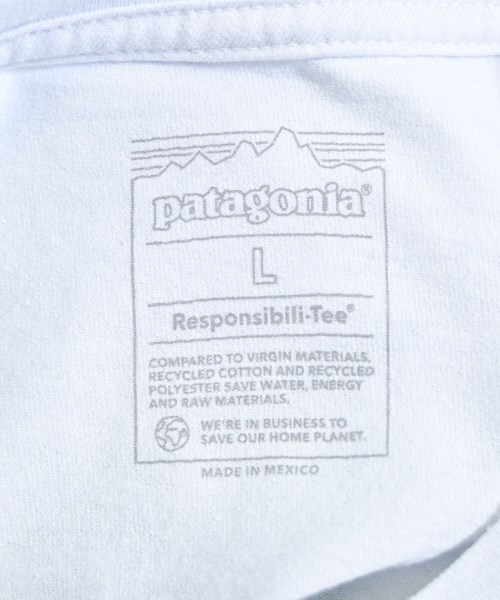 patagonia®
L
Responsibili-Tee®
COMPARED TO VIRGIN MATERIALS,
RECYCLED COTTON AND RECYCLED
POLYESTER SAVE WATER, ENERGY
AND RAW MATERIALS.
WE'RE IN BUSINESS TO
SAVE OUR HOME PLANET.
MADE IN MEXICO